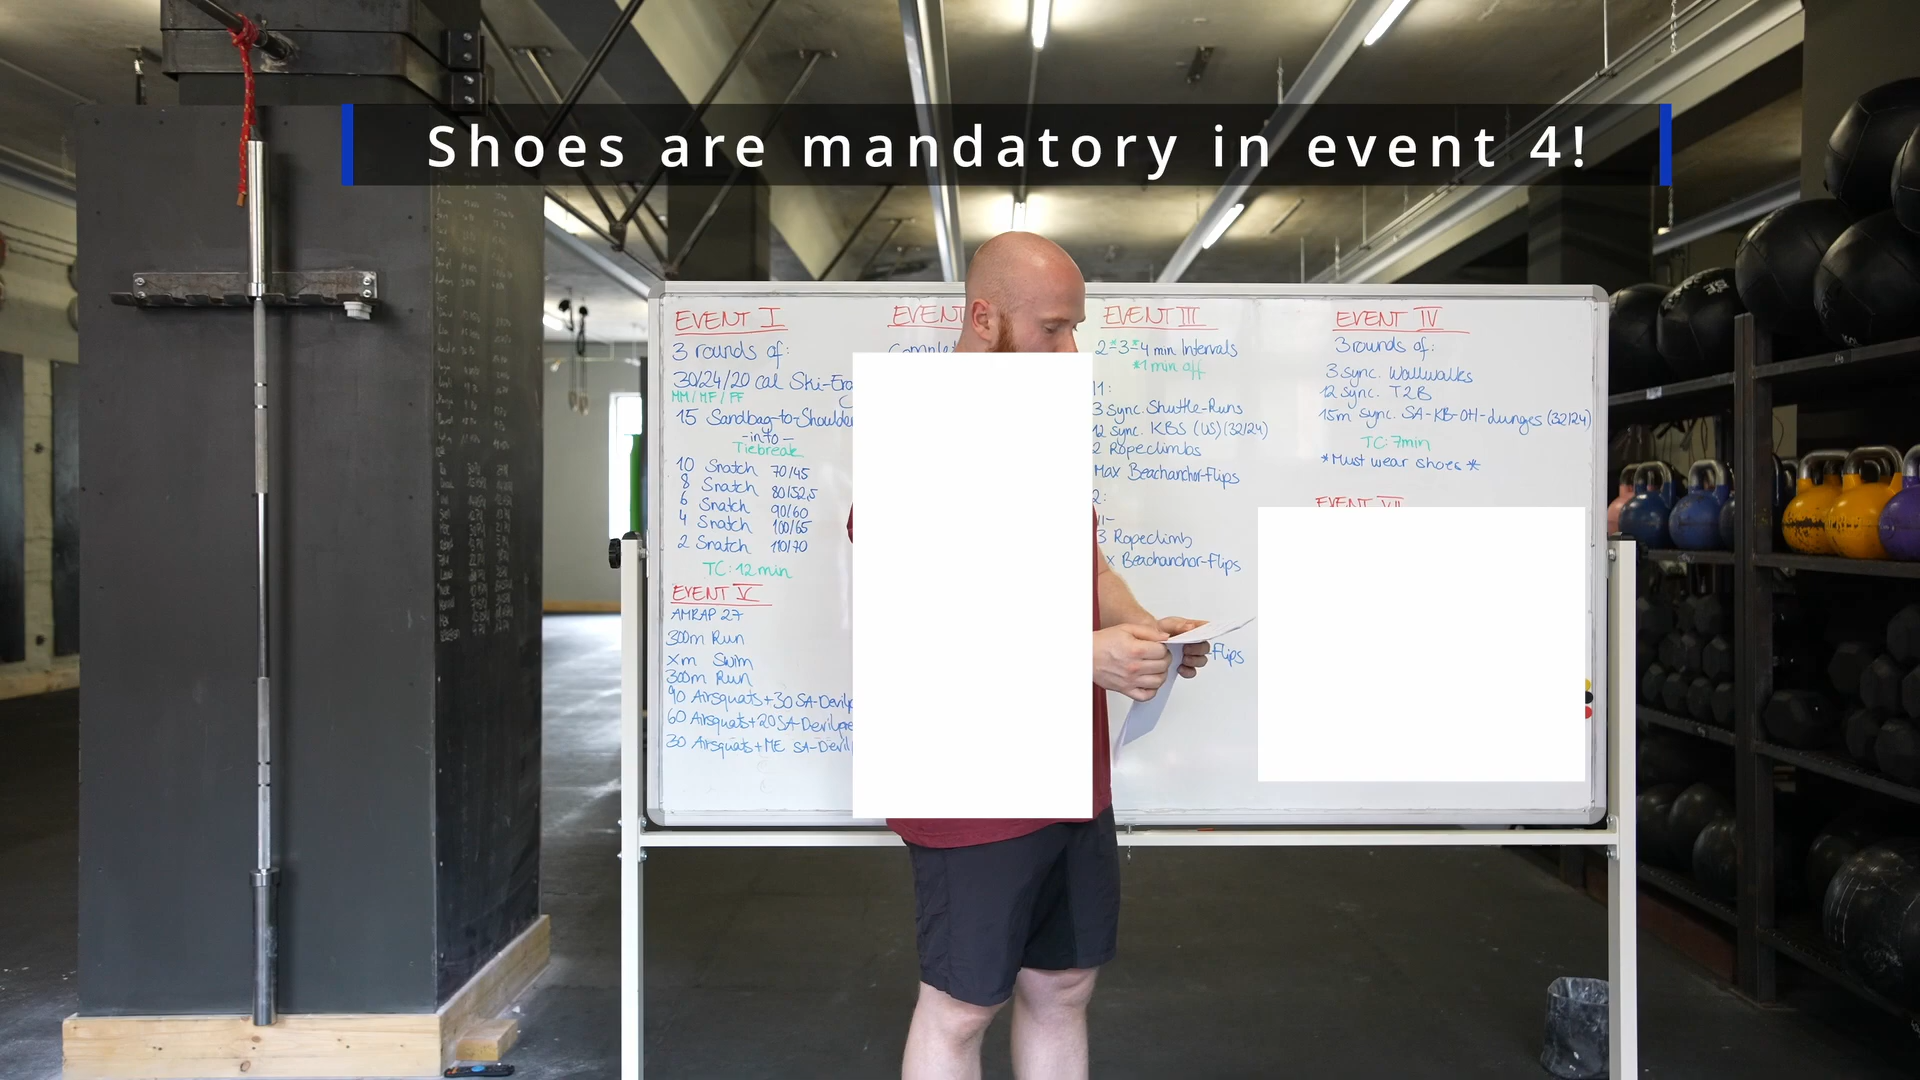 Shoes are mandatory in event 4!
EVENT I
3 rounds of:
30/24/20 cal Ski-Erg
MM / MF / FF
15 Sandbag-to-Shoulder
-into-
Tiebreak
10 Snatch 70/45
8 Snatch 80/52,5
6 Snatch 90/60
4 Snatch 100/65
2 Snatch 110/70
TC: 12 min
EVENT V
AMRAP 27
300m Run
Xm Swim
300m Run
90 Airsquats + 30 SA-
60 Airsquats + 20 SA-
30 Airsquats + ME SA-
EVENT
EVENT III
2*-3*-4 min Intervals
*1 min off
3 sync. Shuttle-Runs
12 sync. KBS (US) (32/24)
2 Ropeclimbs
Max Beachanchor-Flips
2:
3 Ropeclimb
Beachanchor-Flips
-Flips
EVENT IV
3 rounds of:
3 sync. Wallwalks
12 sync. T2B
15m sync. SA-KB-OH-Lunges (32/24)
TC: 7min
*Must wear shoes*
EVENT VII